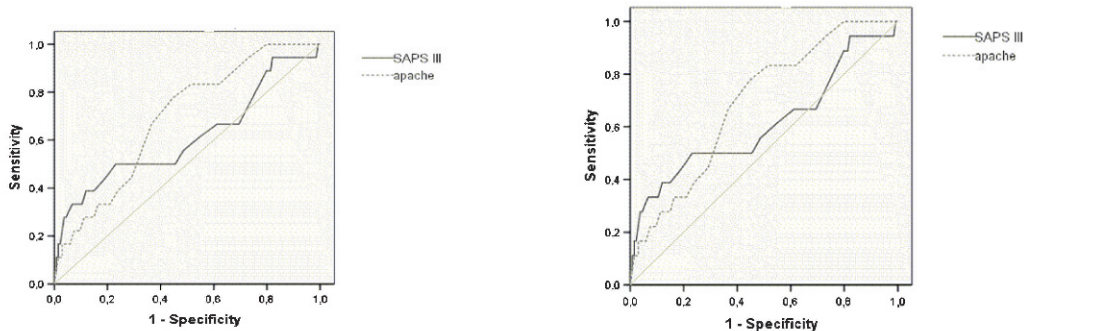 1,0
0,8
0,6
0,4
0,2
0,0
Sensitivity
0,0 0,2 0,4 0,6 0,8 1,0
1 - Specificity
SAPS III
apache
1,0
0,8
0,6
0,4
0,2
0,0
Sensitivity
0,0 0,2 0,4 0,6 0,8 1,0
1 - Specificity
SAPS III
apache